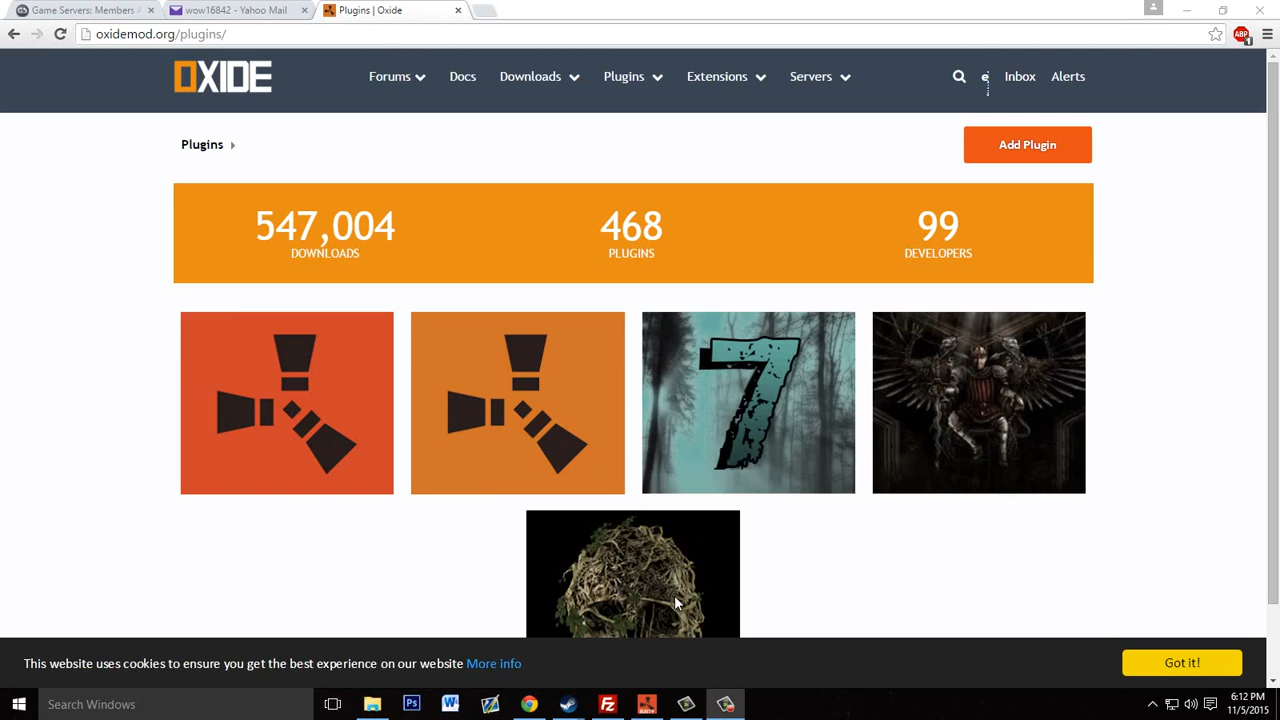 Game Servers: Members A
wow16842 - Yahoo Mail
Plugins | Oxide
oxidemod.org/plugins/
ABP
1
OXIDE
Forums
Docs
Downloads
Plugins
Extensions
Servers
e
Inbox
Alerts
Plugins
Add Plugin
547,004
DOWNLOADS
468
PLUGINS
99
DEVELOPERS
7
This website uses cookies to ensure you get the best experience on our website More info
Got it!
Search Windows
6:12 PM
11/5/2015